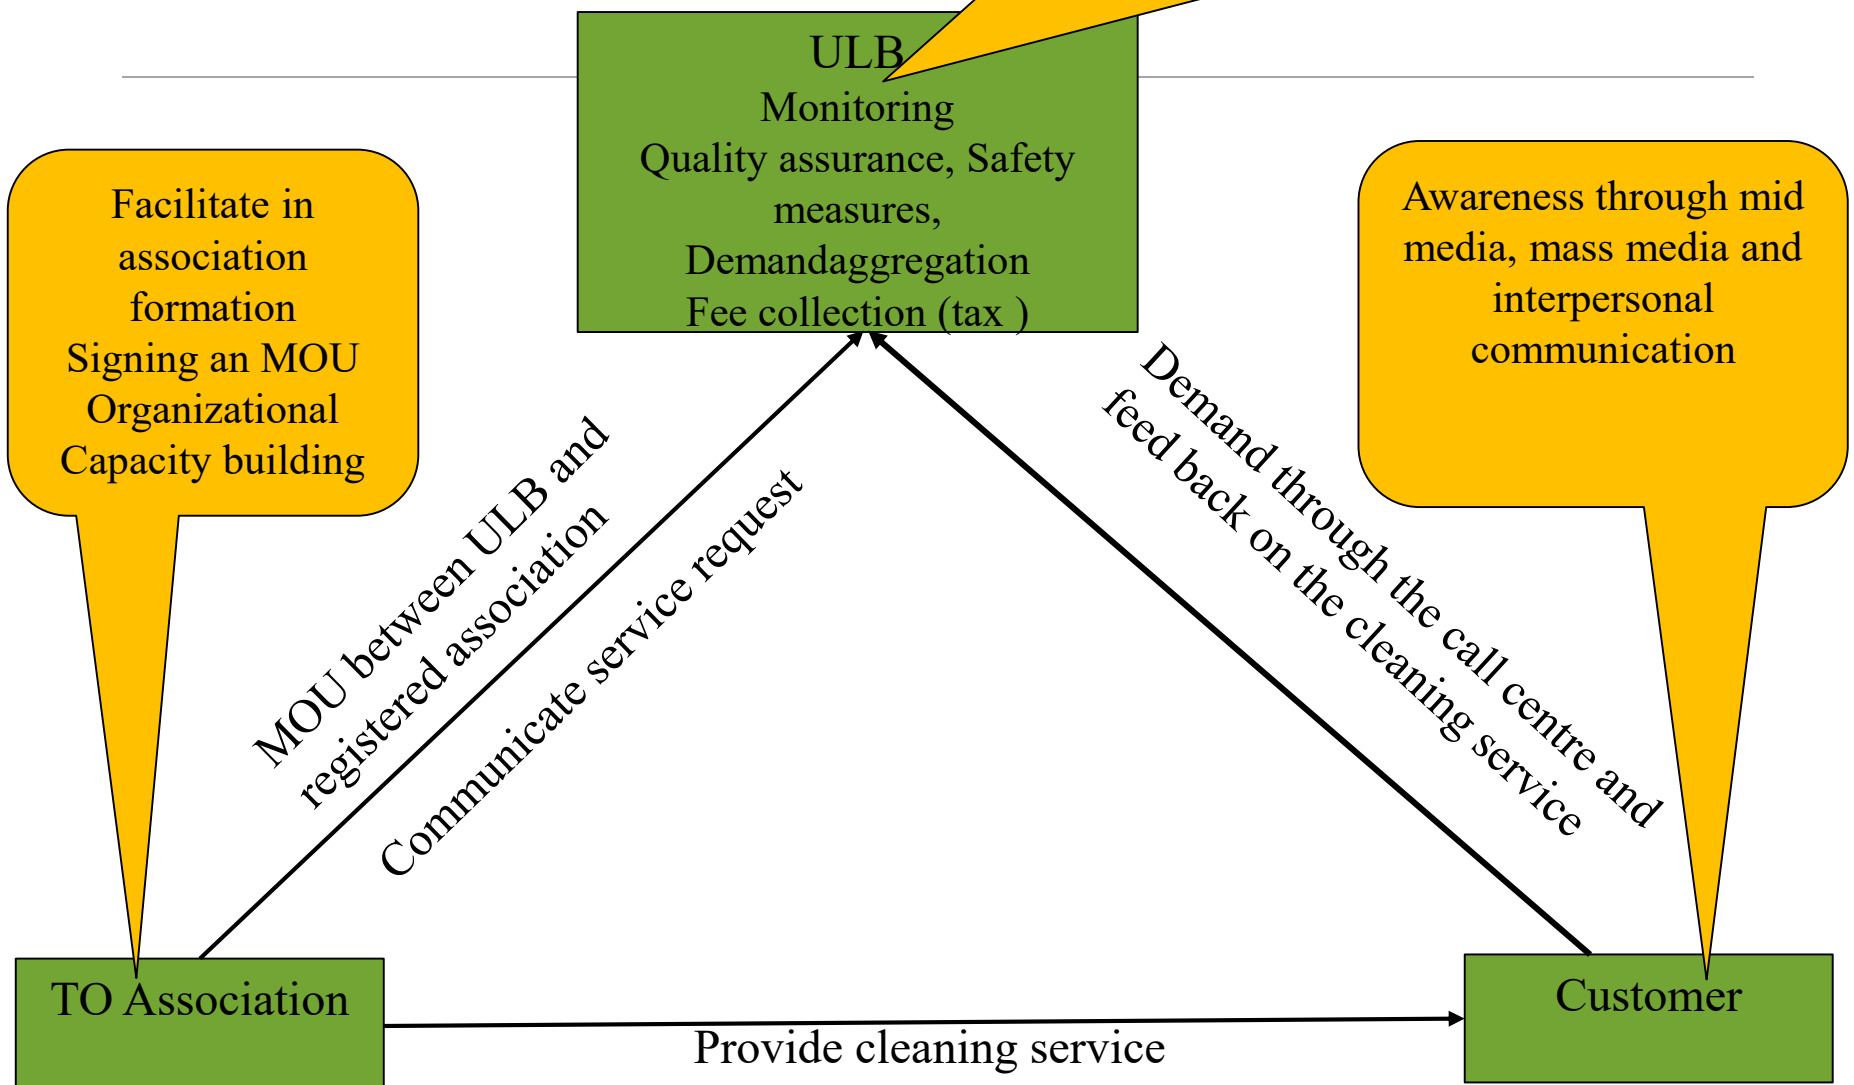 ULB
Monitoring
Quality assurance, Safety
measures,
Demandaggregation
Fee collection (tax )
Facilitate in
association
formation
Signing an MOU
Organizational
Capacity building
Awareness through mid
media, mass media and
interpersonal
communication
MOU between ULB and
registered association
Communicate service request
Demand through the call centre and
feed back on the cleaning service
TO Association
Customer
Provide cleaning service